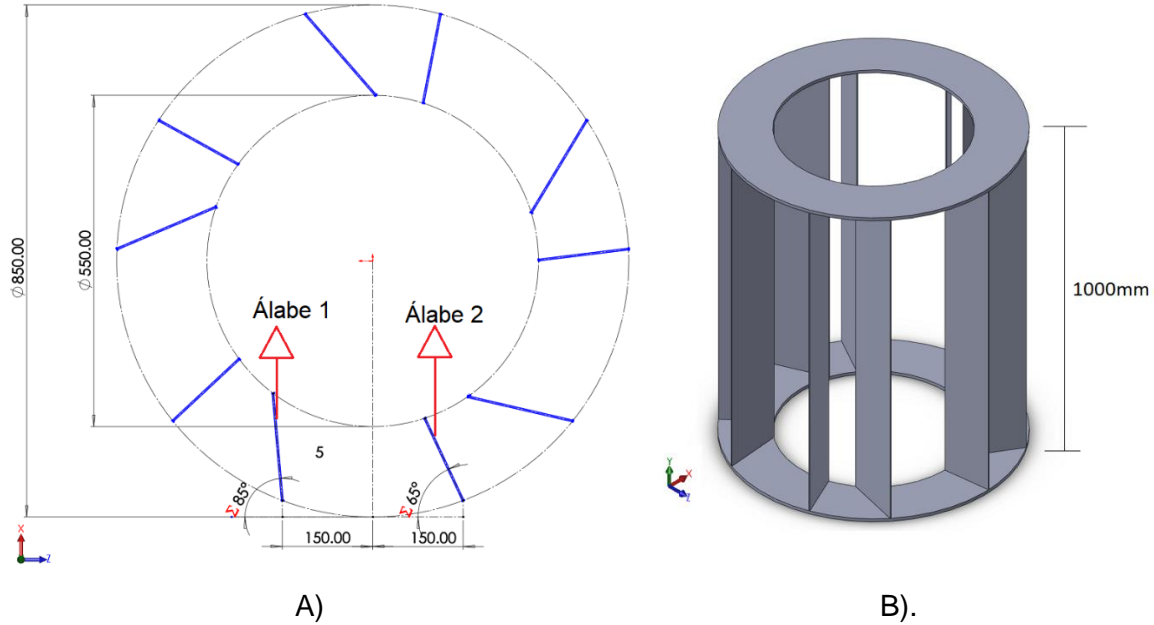 Ø850.00
Ø550.00
Álabe 1
Álabe 2
5
Σ 85°
Σ 65°
150.00
150.00
X
Z
A)
1000mm
Y
X
Z
B).